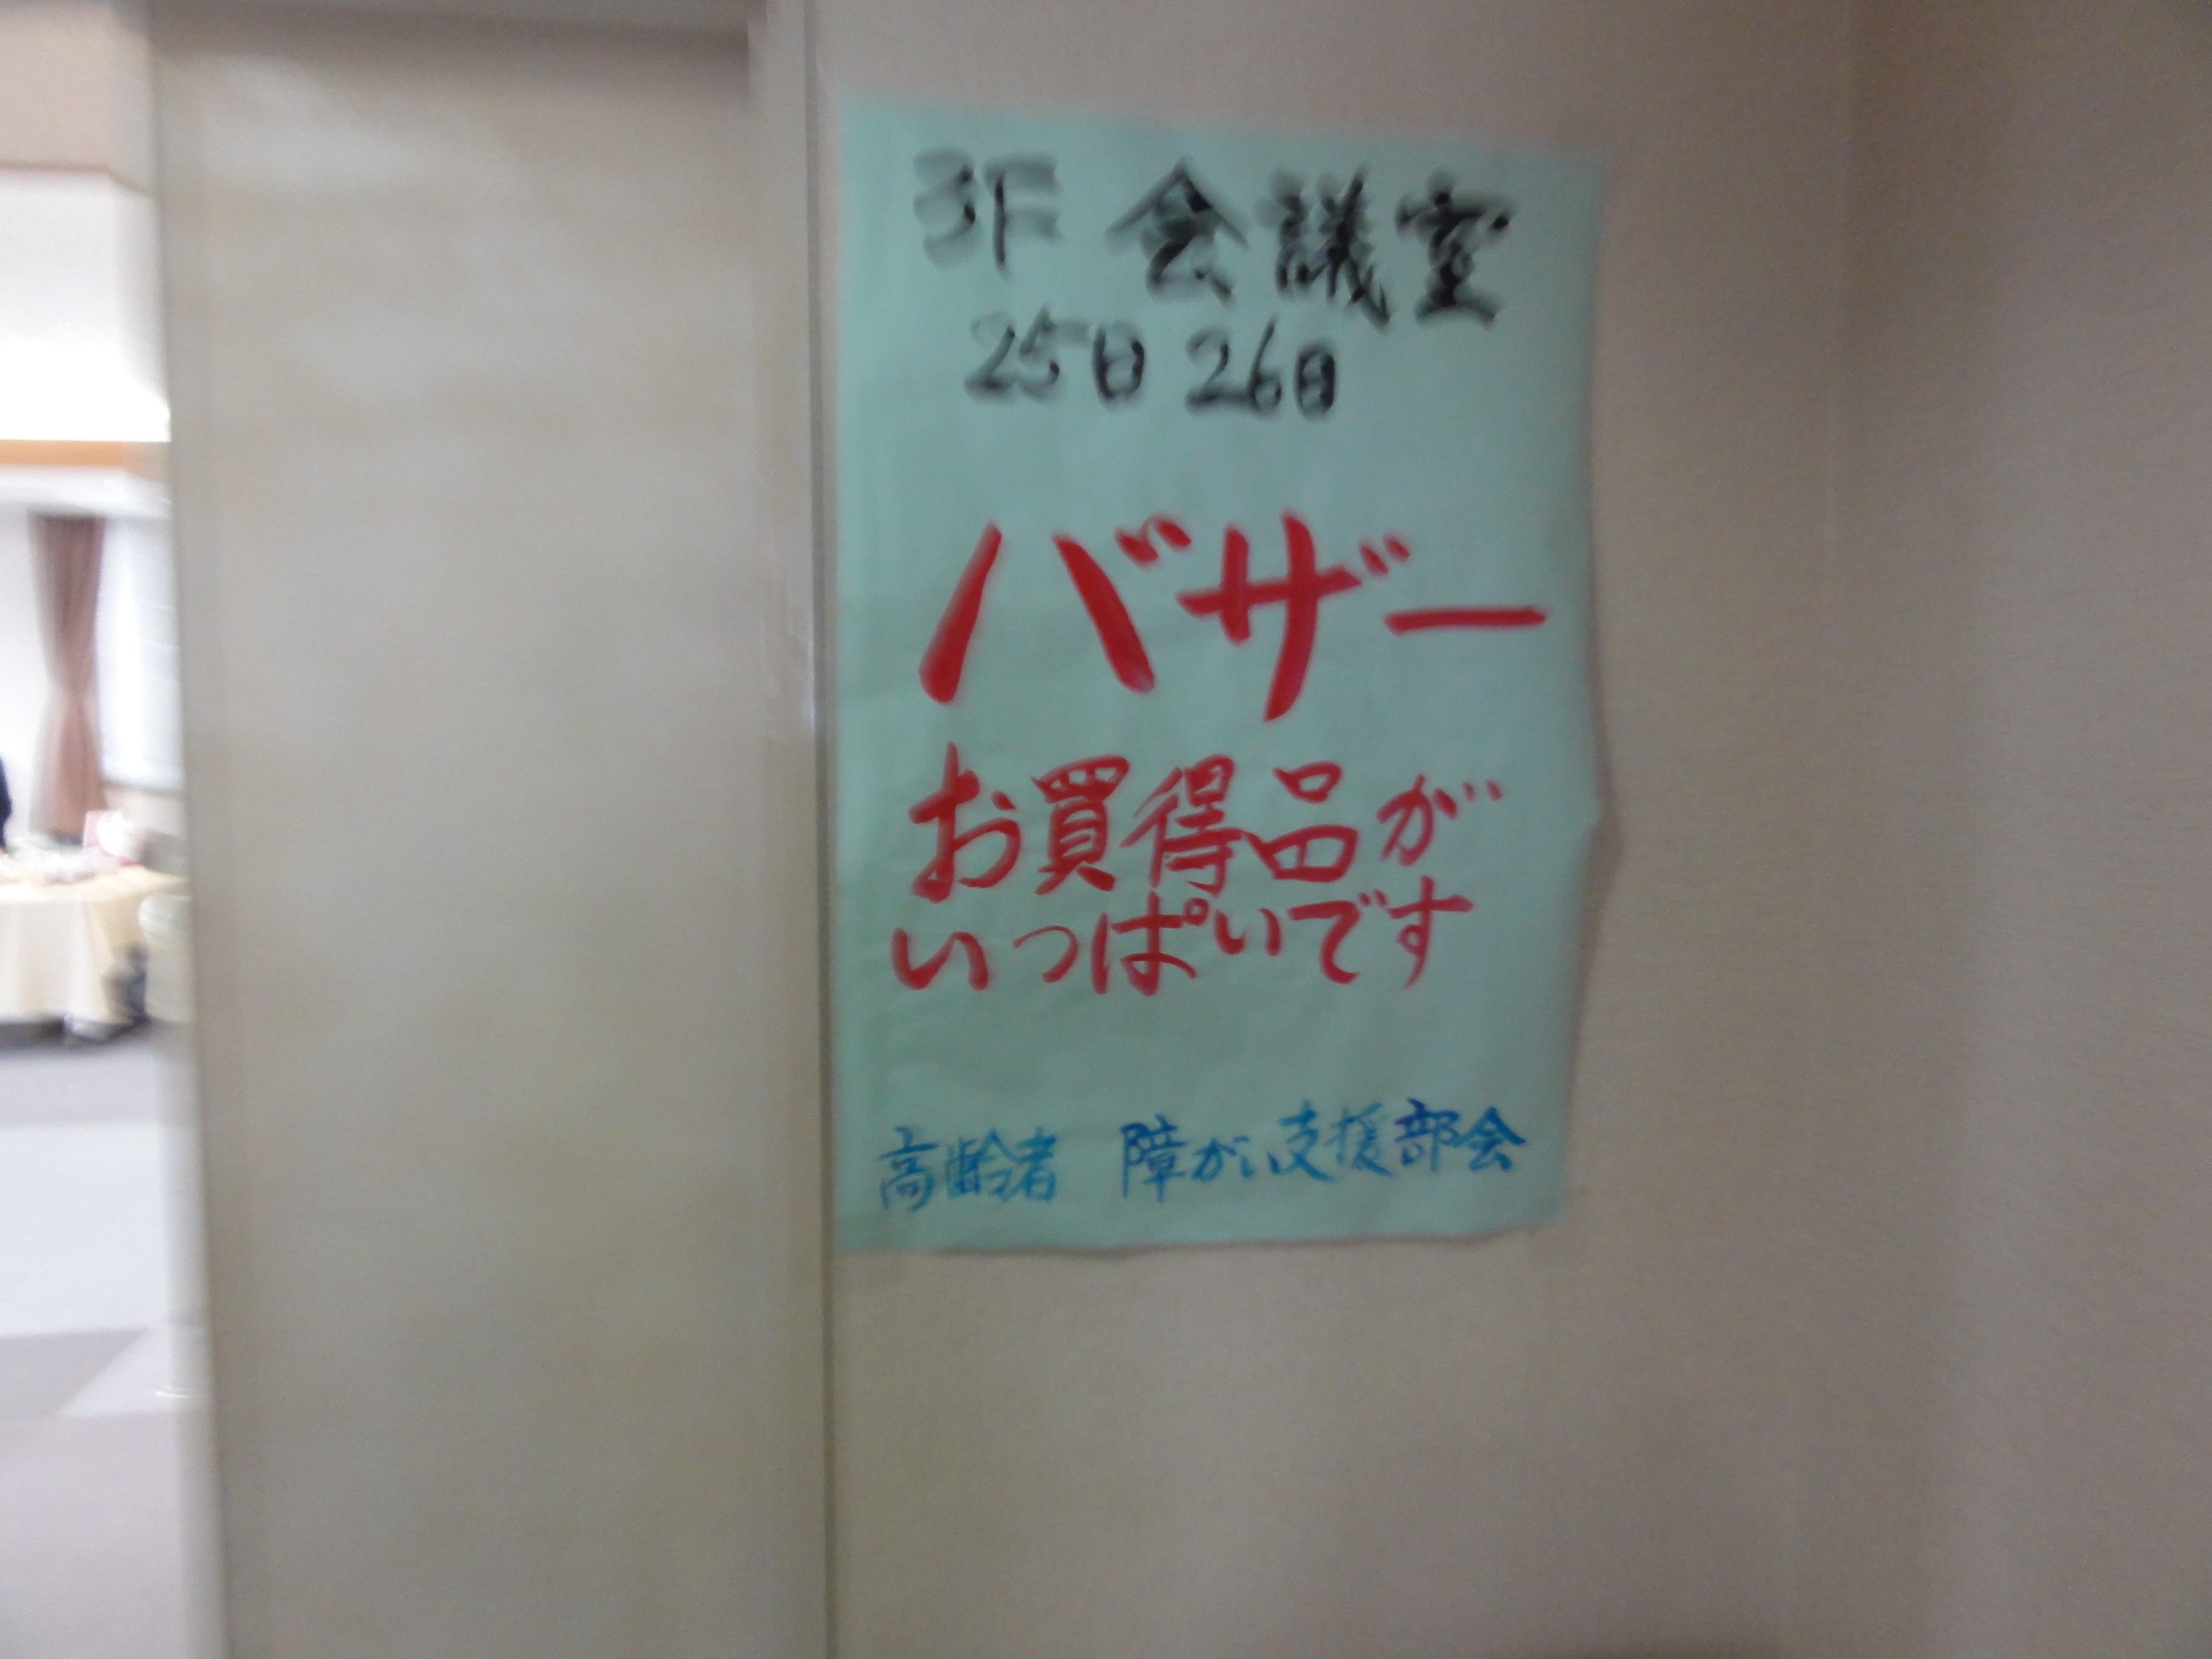 3F 会議室
25日 26日
バザー
お買得品が
いっぱいです
高齢者 障がい支援部会